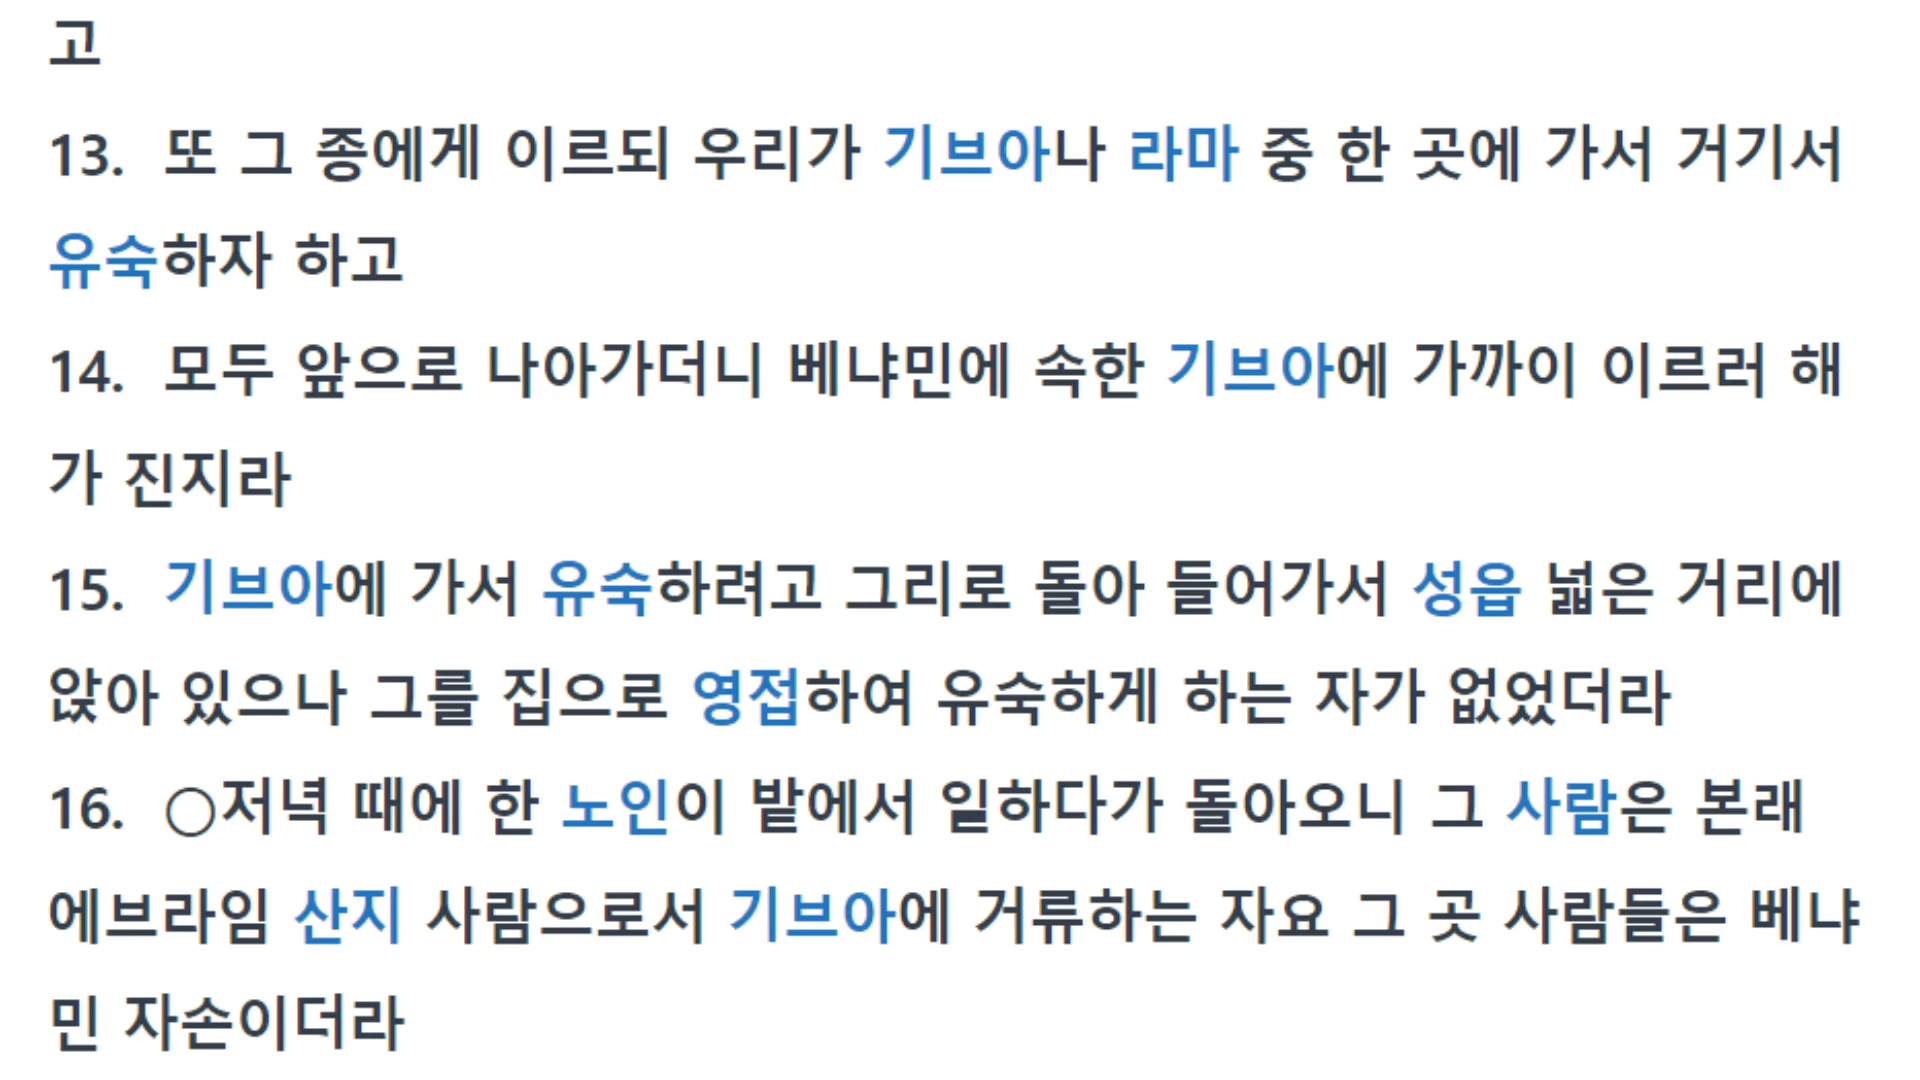 고
13. 또 그 종에게 이르되 우리가 기브아나 라마 중 한 곳에 가서 거기서
유숙하자 하고
14. 모두 앞으로 나아가더니 베냐민에 속한 기브아에 가까이 이르러 해
가 진지라
15. 기브아에 가서 유숙하려고 그리로 돌아 들어가서 성읍 넓은 거리에
앉아 있으나 그를 집으로 영접하여 유숙하게 하는 자가 없었더라
16. ○저녁 때에 한 노인이 밭에서 일하다가 돌아오니 그 사람은 본래
에브라임 산지 사람으로서 기브아에 거류하는 자요 그 곳 사람들은 베냐
민 자손이더라